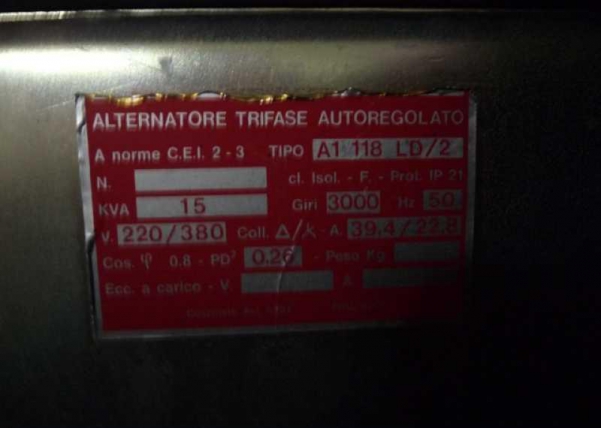 ALTERNATORE TRIFASE AUTOREGOLATO
A norme C.E.I. 2-3 TIPO A1 118 LD/2
N. cl. Isol. - F. - Prot. IP 21
KVA 15 Giri 3000 Hz 50
V. 220/380 Coll. Δ/⅄ - A. 39.4/22.8
Cos. φ 0.8 - PD² 0.26 - Peso Kg.
Ecc. a carico - V. A.